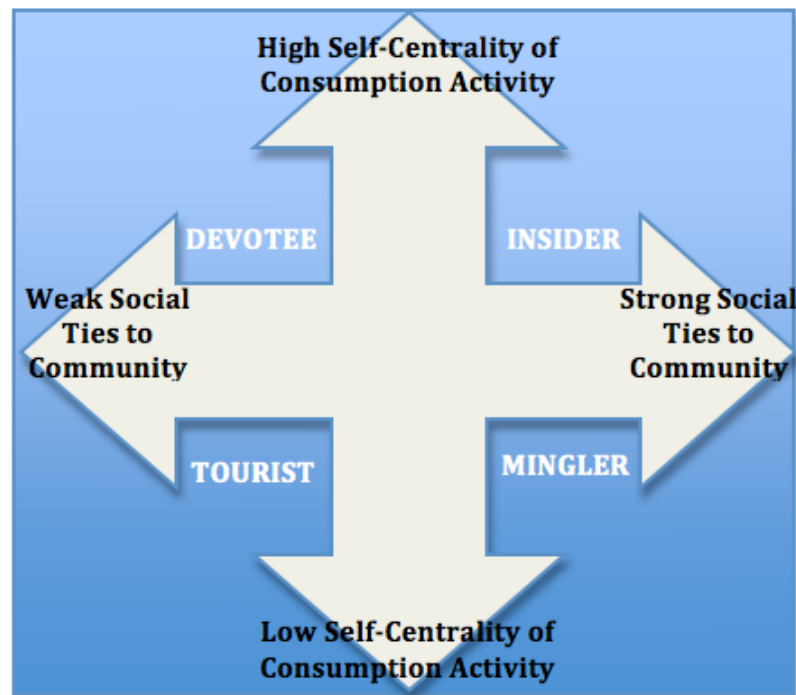 High Self-Centrality of
Consumption Activity
DEVOTEE
INSIDER
Weak Social
Ties to
Community
Strong Social
Ties to
Community
TOURIST
MINGLER
Low Self-Centrality of
Consumption Activity